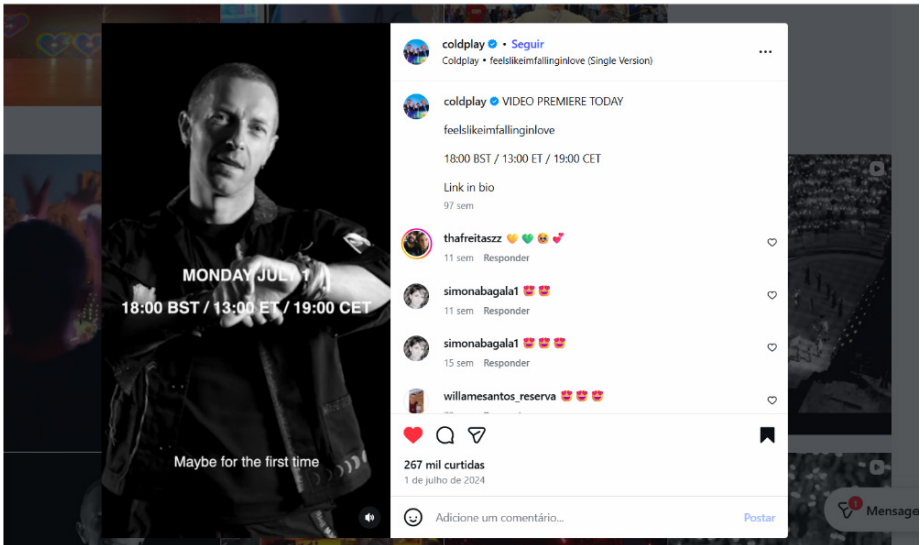 coldplay • Seguir
Coldplay • feelslikeimfallinginlove (Single Version)
coldplay VIDEO PREMIERE TODAY
feelslikeimfallinginlove
18:00 BST / 13:00 ET / 19:00 CET
Link in bio
97 sem
thafreitaszz 🧡 💚 🥹 💕
11 sem Responder
simonabagala1 😍 😍
11 sem Responder
simonabagala1 😍 😍 😍
15 sem Responder
willamesantos_reserva 😍 😍 😍
267 mil curtidas
1 de julho de 2024
Adicione um comentário...
Postar
MONDAY JULY 1
18:00 BST / 13:00 ET / 19:00 CET
Maybe for the first time
1
Mensage